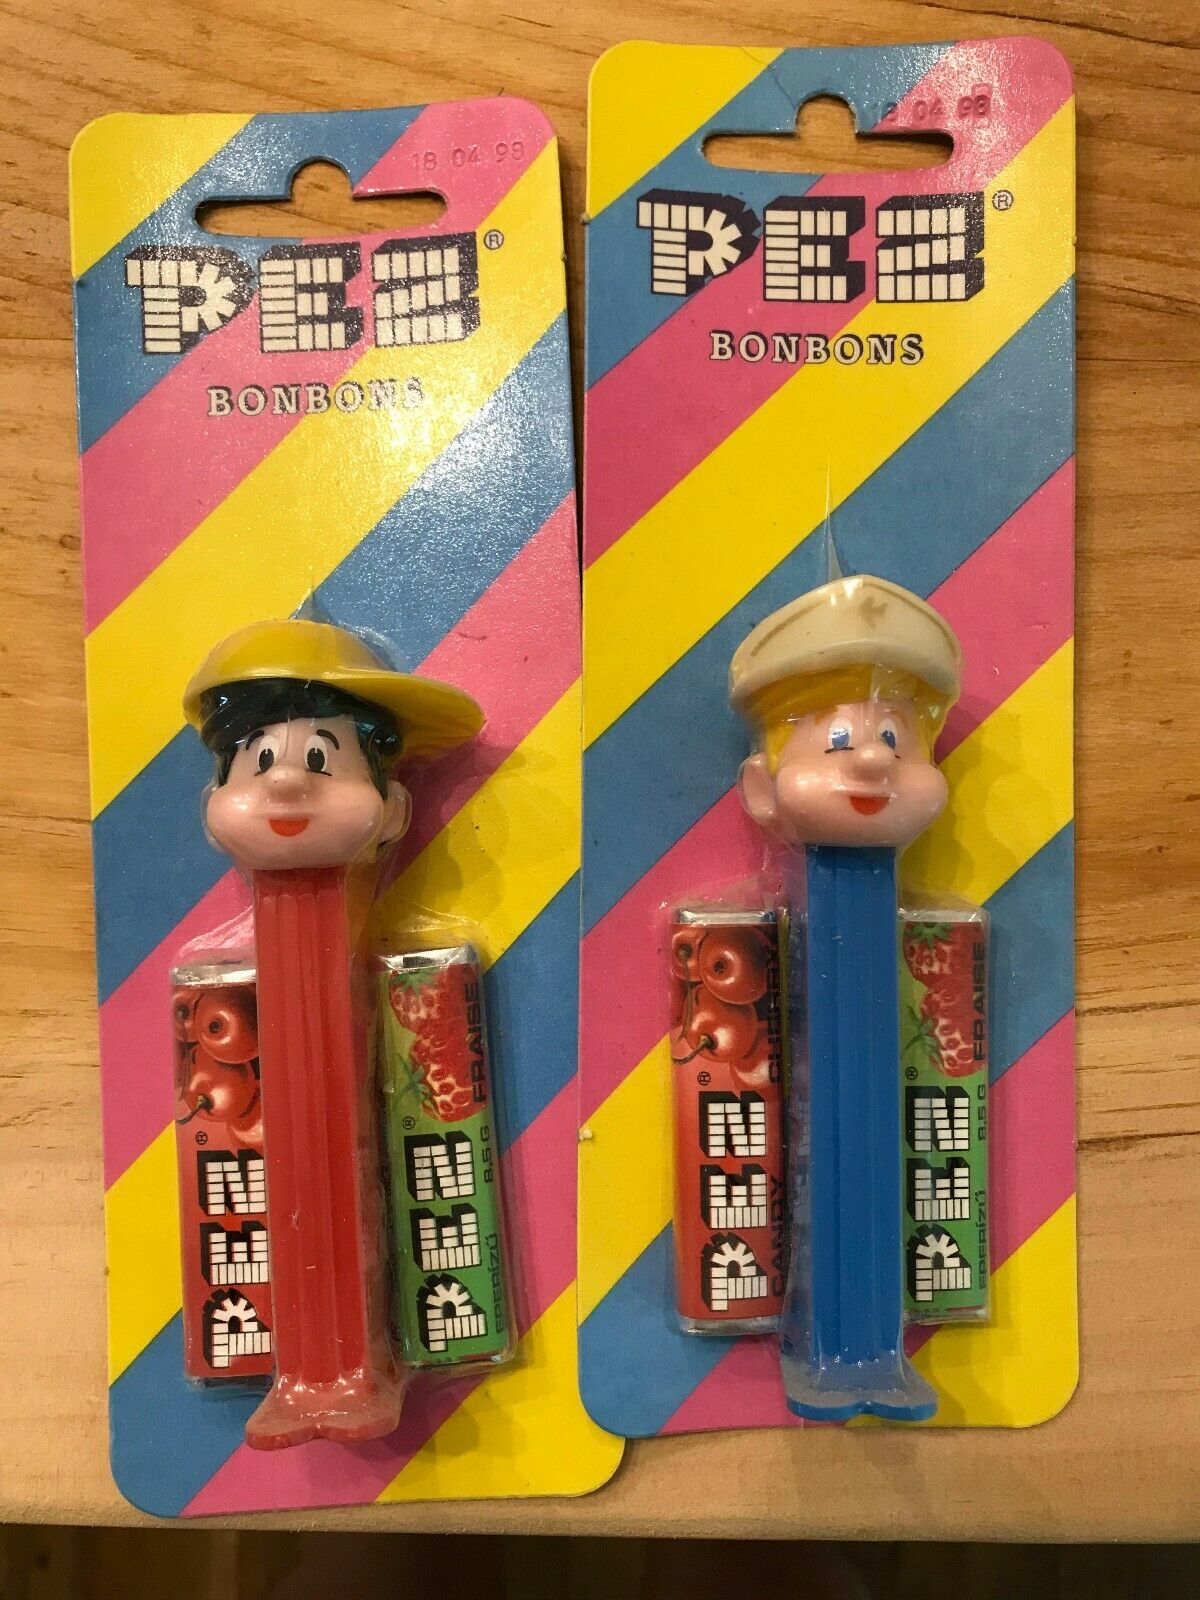 18 04 98
PEZ®
BONBONS
PEZ®
FRAISE
PEZ®
EPERÍZŰ 8.5 G
18 04 98
PEZ®
BONBONS
CHERRY
PEZ®
CANDY
FRAISE
PEZ®
EPERÍZŰ 8.5 G